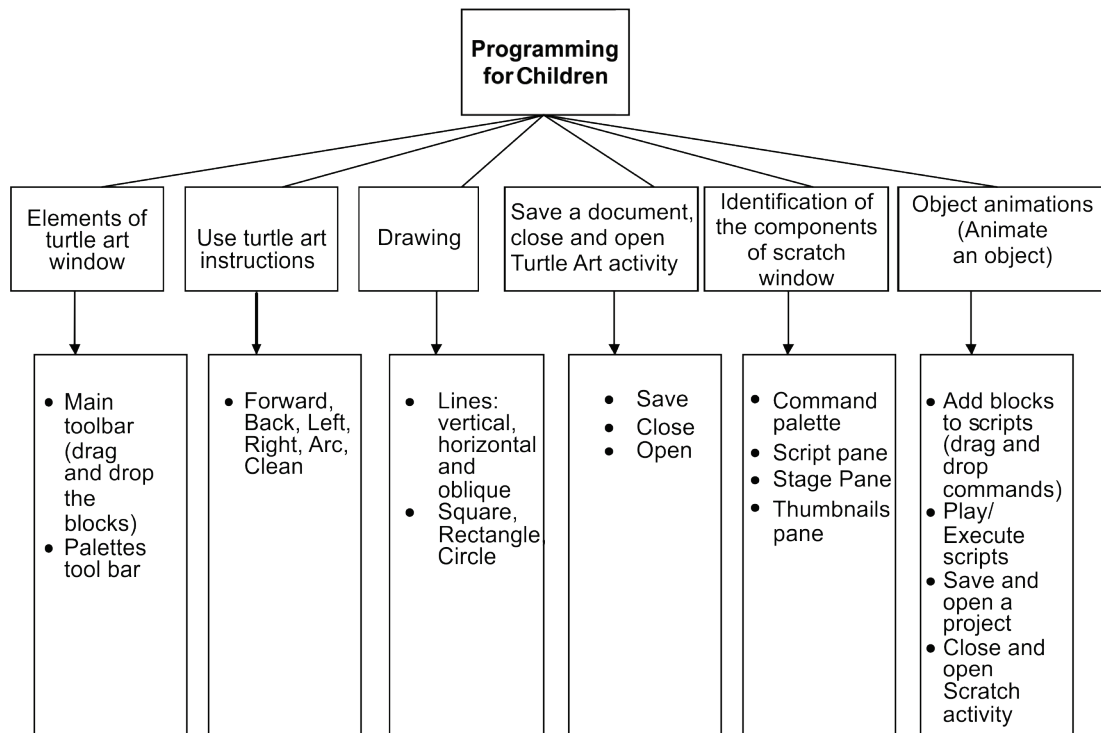 Programming
for Children
Elements of
turtle art
window
Use turtle art
instructions
Drawing
Save a document,
close and open
Turtle Art activity
Identification of
the components
of scratch
window
Object animations
(Animate
an object)
• Main
toolbar
(drag
and drop
the
blocks)
• Palettes
tool bar
• Forward,
Back, Left,
Right, Arc,
Clean
• Lines:
vertical,
horizontal
and
oblique
• Square,
Rectangle,
Circle
• Save
• Close
• Open
• Command
palette
• Script pane
• Stage Pane
• Thumbnails
pane
• Add blocks
to scripts
(drag and
drop
commands)
• Play/
Execute
scripts
• Save and
open a
project
• Close and
open
Scratch
activity